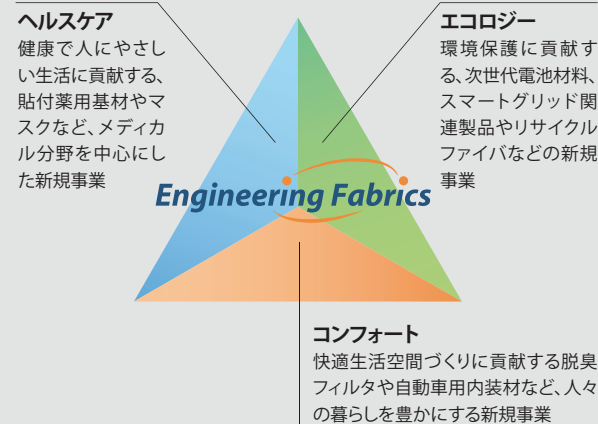 ヘルスケア
健康で人にやさし
い生活に貢献する、
貼付薬用基材やマ
スクなど、メディカ
ル分野を中心にし
た新規事業
エコロジー
環境保護に貢献す
る、次世代電池材料、
スマートグリッド関
連製品やリサイクル
ファイバなどの新規
事業
Engineering Fabrics
コンフォート
快適生活空間づくりに貢献する脱臭
フィルタや自動車用内装材など、人々
の暮らしを豊かにする新規事業